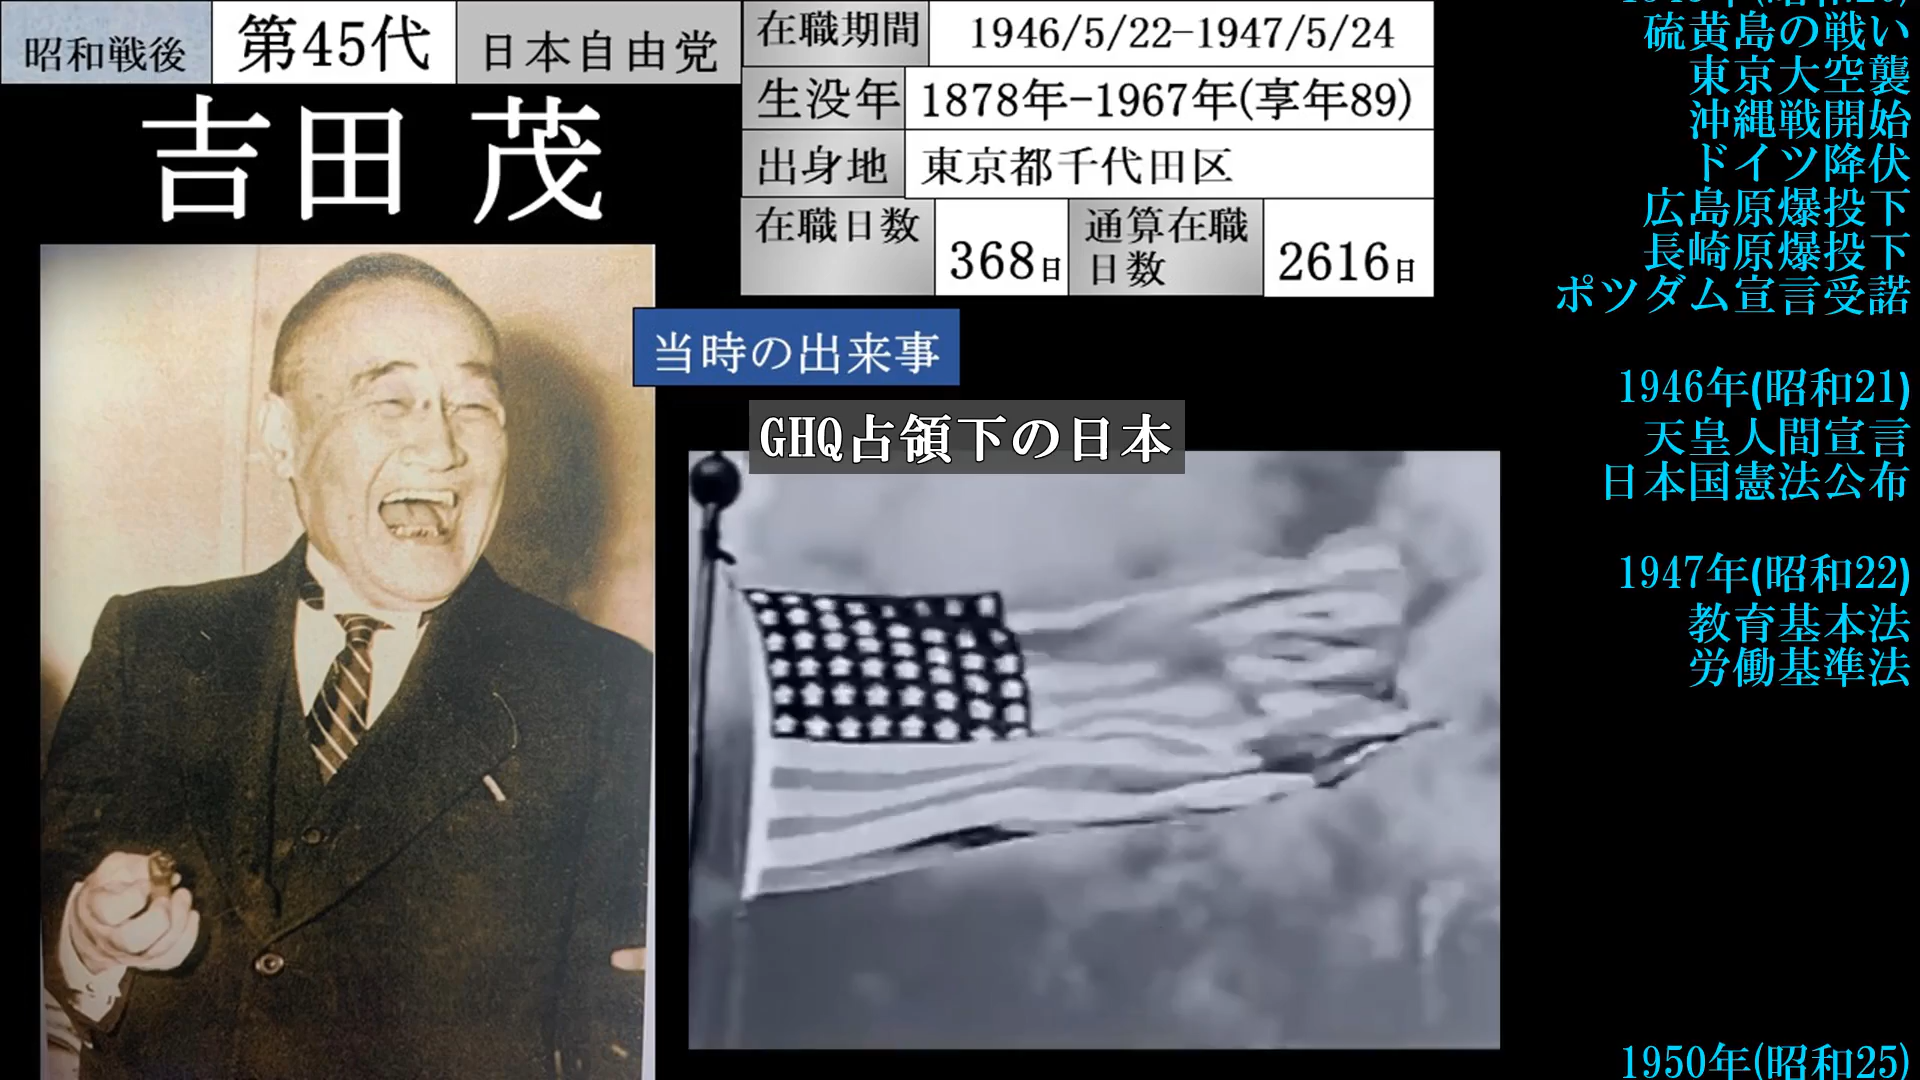 昭和戦後
第45代
日本自由党
吉田 茂
在職期間
1946/5/22-1947/5/24
生没年
1878年-1967年(享年89)
出身地
東京都千代田区
在職日数
368日
通算在職
日数
2616日
当時の出来事
GHQ占領下の日本
硫黄島の戦い
東京大空襲
沖縄戦開始
ドイツ降伏
広島原爆投下
長崎原爆投下
ポツダム宣言受諾
1946年(昭和21)
天皇人間宣言
日本国憲法公布
1947年(昭和22)
教育基本法
労働基準法
1950年(昭和25)